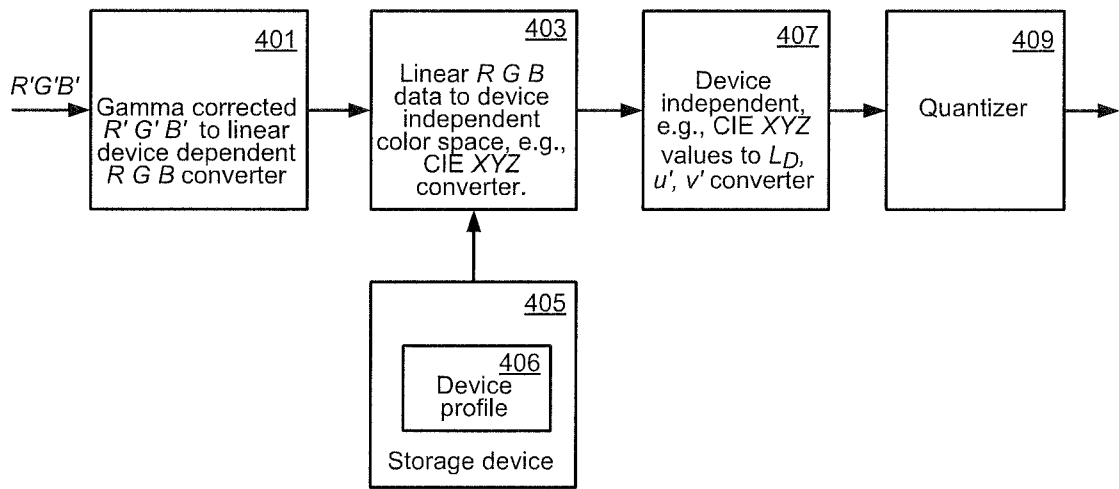 R'G'B'
401
Gamma corrected
R' G' B' to linear
device dependent
R G B converter
403
Linear R G B
data to device
independent
color space, e.g.,
CIE XYZ
converter.
407
Device
independent,
e.g., CIE XYZ
values to L_D,
u', v' converter
409
Quantizer
405
406
Device
profile
Storage device